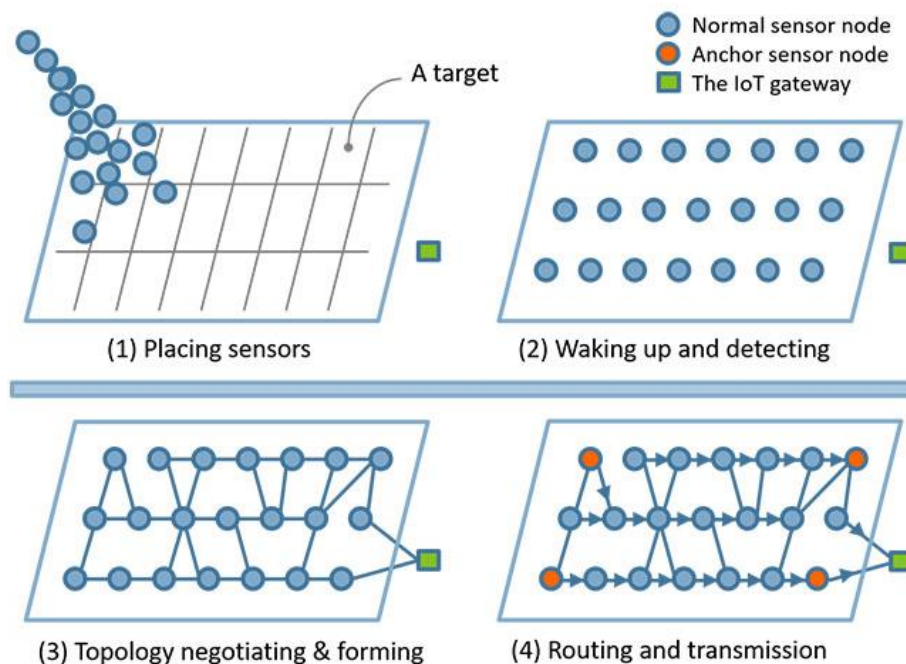 Normal sensor node
Anchor sensor node
The IoT gateway
A target
(1) Placing sensors
(2) Waking up and detecting
(3) Topology negotiating & forming
(4) Routing and transmission